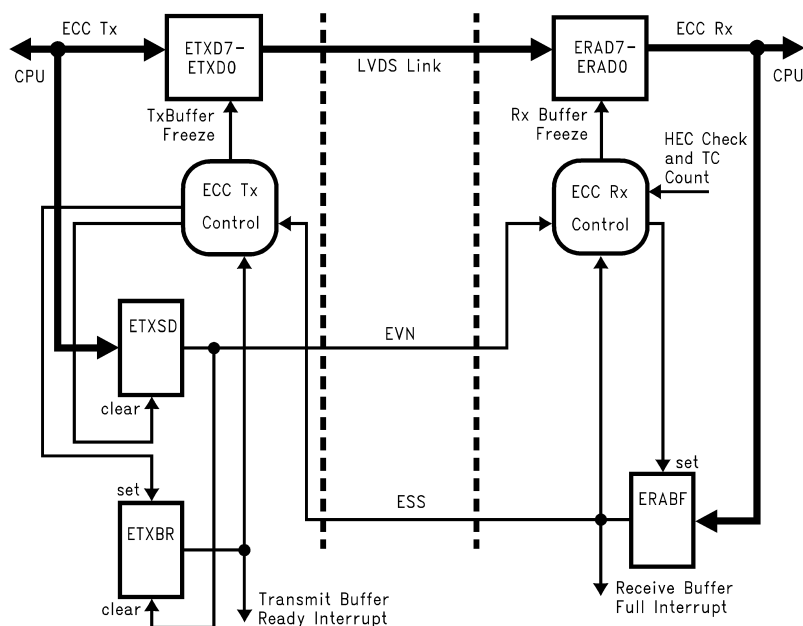 ECC Tx
CPU
ETXD7-
ETXD0
LVDS Link
ERAD7-
ERAD0
ECC Rx
CPU
TxBuffer
Freeze
Rx Buffer
Freeze
HEC Check
and TC
Count
ECC Tx
Control
ECC Rx
Control
ETXSD
EVN
clear
set
ETXBR
clear
ESS
set
ERABF
Transmit Buffer
Ready Interrupt
Receive Buffer
Full Interrupt